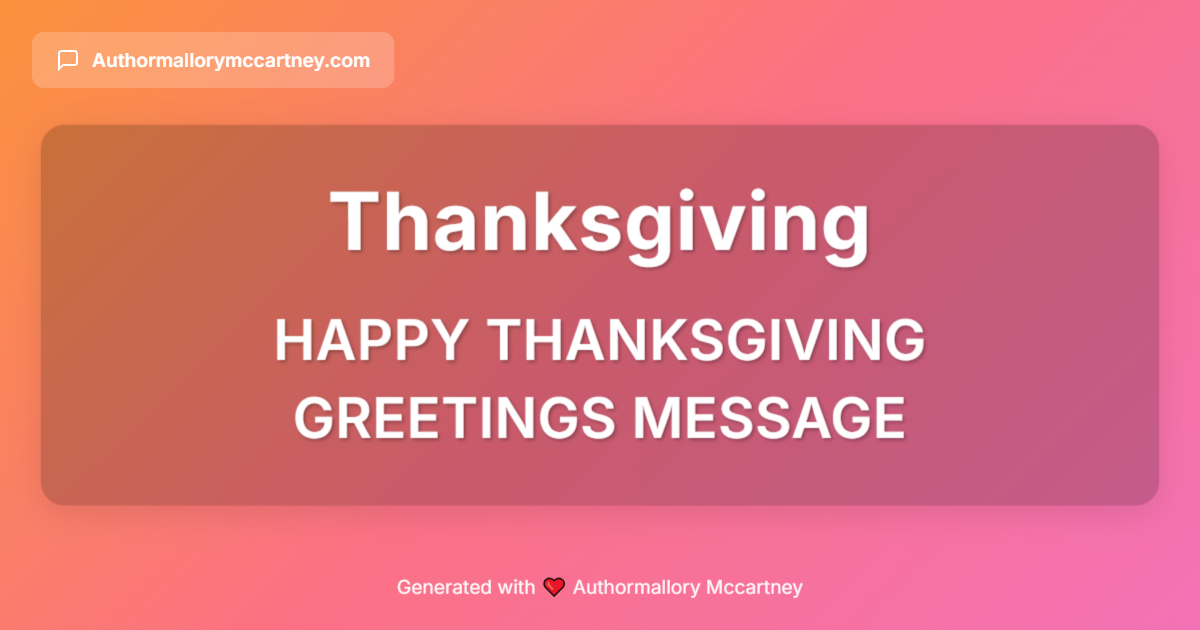 Authormallorymccartney.com
Thanksgiving
HAPPY THANKSGIVING
GREETINGS MESSAGE
Generated with ❤️ Authormallory Mccartney